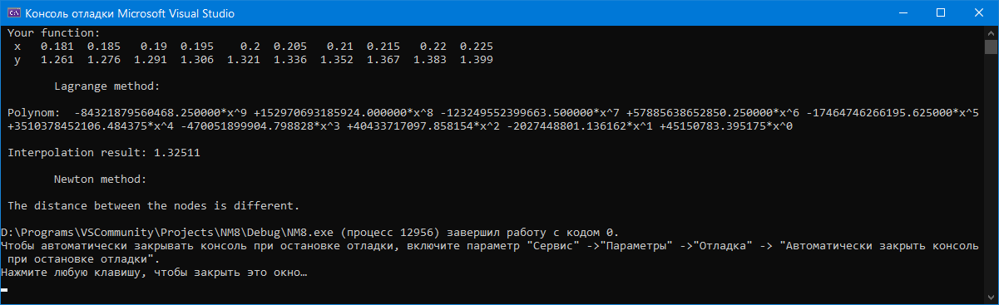 Консоль отладки Microsoft Visual Studio
Your function:
x 0.181 0.185 0.19 0.195 0.2 0.205 0.21 0.215 0.22 0.225
y 1.261 1.276 1.291 1.306 1.321 1.336 1.352 1.367 1.383 1.399
Lagrange method:
Polynom: -84321879560468.250000*x^9 +152970693185924.000000*x^8 -123249552399663.500000*x^7 +57885638652850.250000*x^6 -17464746266195.625000*x^5
+3510378452106.484375*x^4 -470051899904.798828*x^3 +40433717097.858154*x^2 -2027448801.136162*x^1 +45150783.395175*x^0
Interpolation result: 1.32511
Newton method:
The distance between the nodes is different.
D:\Programs\VSCommunity\Projects\NM8\Debug\NM8.exe (процесс 12956) завершил работу с кодом 0.
Чтобы автоматически закрывать консоль при остановке отладки, включите параметр "Сервис" ->"Параметры" ->"Отладка" -> "Автоматически закрыть консоль
при остановке отладки".
Нажмите любую клавишу, чтобы закрыть это окно…